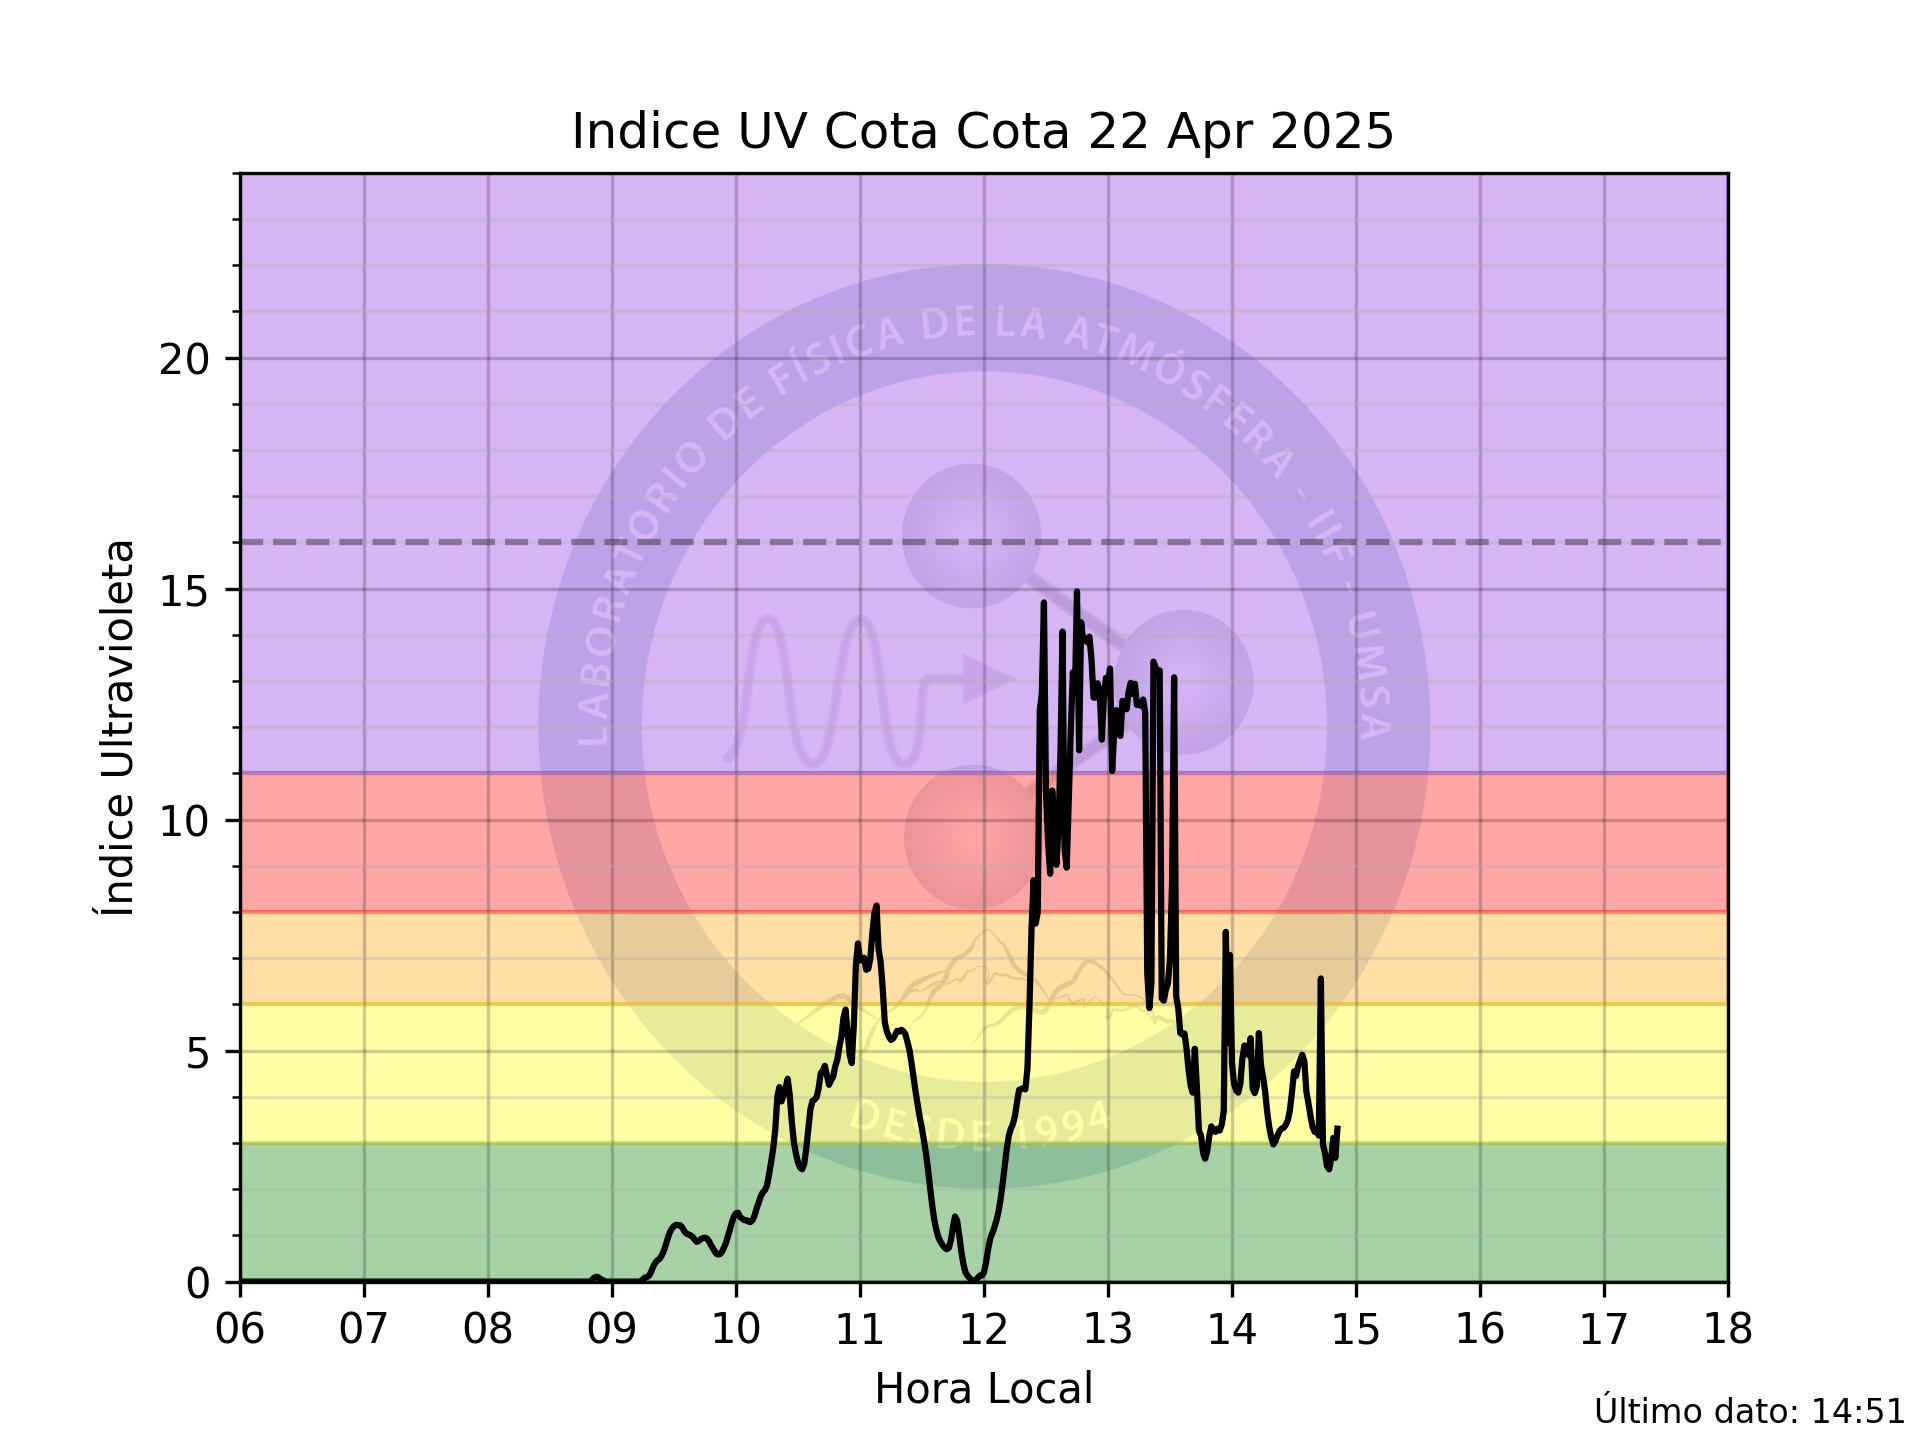 Indice UV Cota Cota 22 Apr 2025
LABORATORIO DE FÍSICA DE LA ATMÓSFERA - IIF - UMSA
DESDE 1994
Índice Ultravioleta
20
15
10
5
0
06 07 08 09 10 11 12 13 14 15 16 17 18
Hora Local
Último dato: 14:51